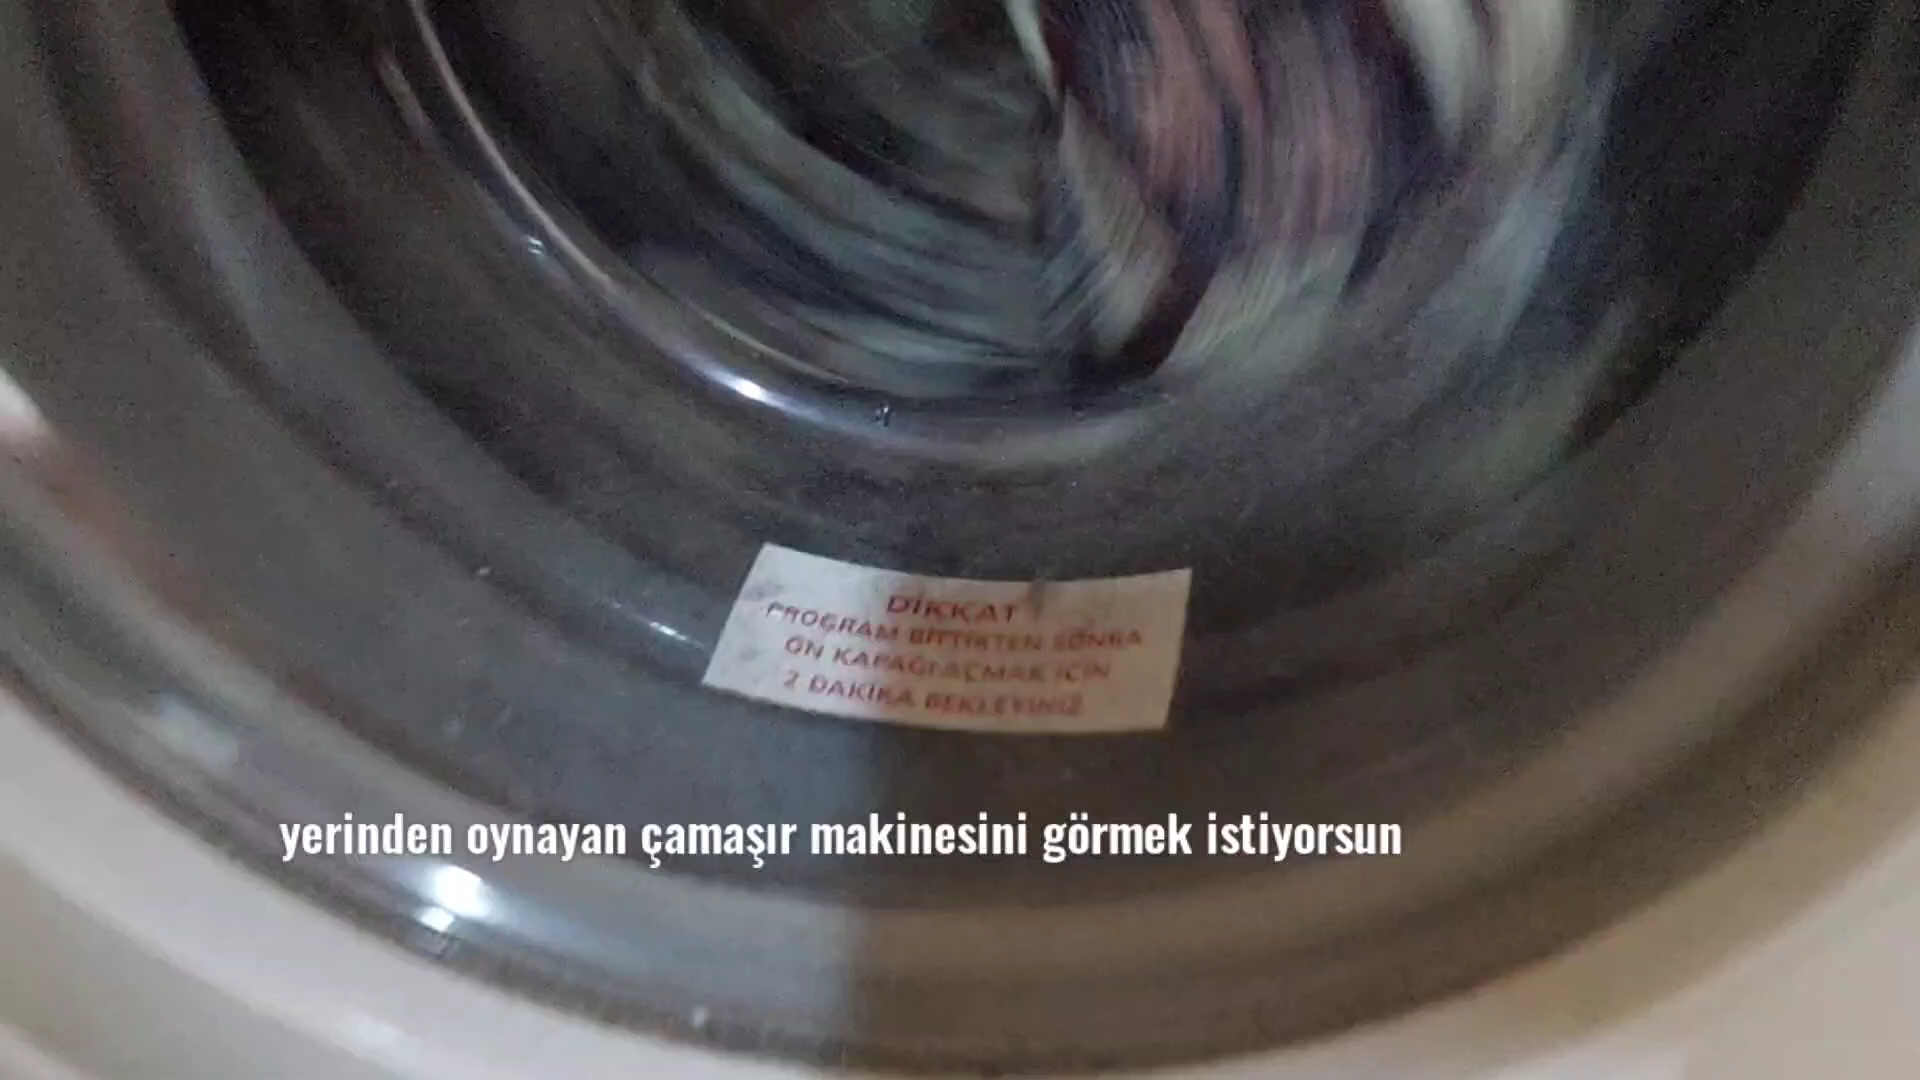 DİKKAT
PROGRAM BİTTİKTEN SONRA
ÖN KAPAĞI AÇMAK İÇİN
2 DAKİKA BEKLEYİNİZ
yerinden oynayan çamaşır makinesini görmek istiyorsun